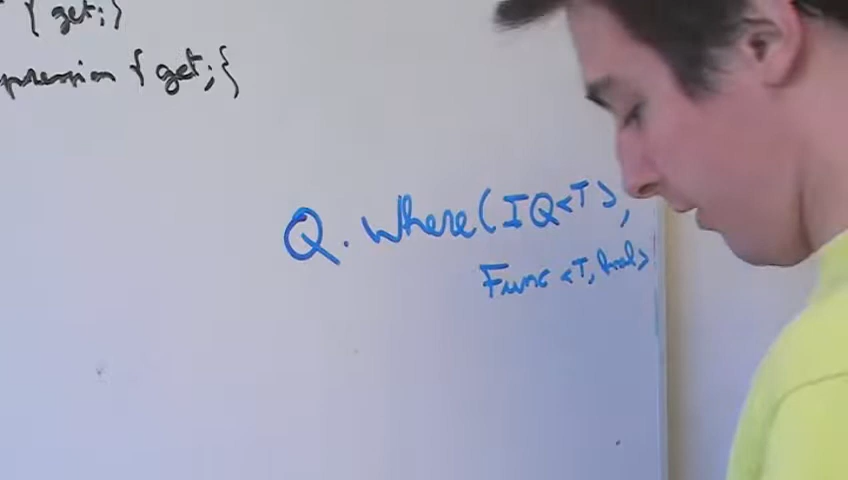 { get; }
pression { get; {
Q. Where ( IQ<T>,
Func <T, bool>